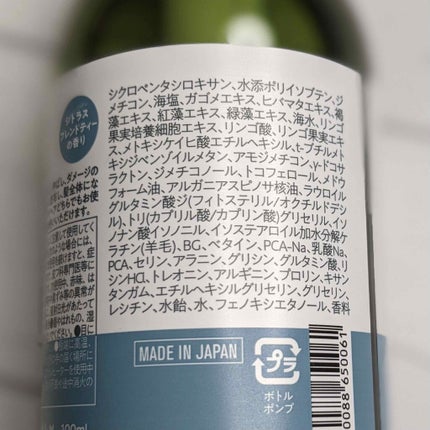 シクロペンタシロキサン、水添ポリイソブテン、ジ
メチコン、海塩、ガゴメエキス、ヒバマタエキス、褐
藻エキス、紅藻エキス、緑藻エキス、海水、リンゴ
果実培養細胞エキス、リンゴ酸、リンゴ果実エキ
ス、メトキシケイヒ酸エチルヘキシル、t-ブチルメト
キシジベンゾイルメタン、アモジメチコン、γ-ドコサ
ラクトン、ジメチコノール、トコフェロール、メドウ
フォーム油、アルガニアスピノサ核油、ラウロイル
グルタミン酸ジ(フィトステリル/オクチルドデシ
ル)、トリ(カプリル酸/カプリン酸)グリセリル、イソ
ノナン酸イソノニル、イソステアロイル加水分解ケ
ラチン(羊毛)、BG、ベタイン、PCA-Na、乳酸Na、
PCA、セリン、アラニン、グリシン、グルタミン酸、リ
シンHCl、トレオニン、アルギニン、プロリン、キサン
タンガム、エチルヘキシルグリセリン、グリセリン、
レシチン、水飴、水、フェノキシエタノール、香料
シトラス
ブレンドティー
の香り
MADE IN JAPAN
プラ
ボトル
ポンプ
0088 650061